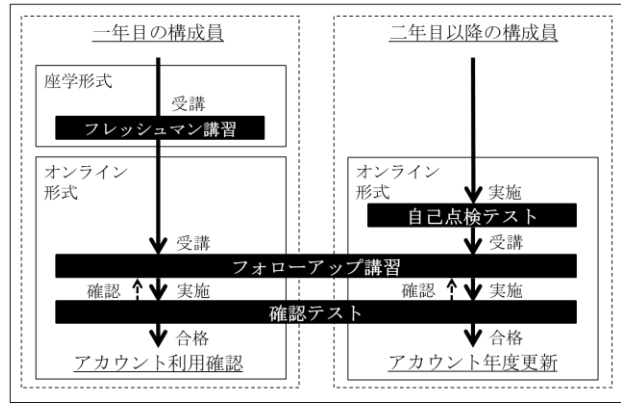 一年目の構成員
座学形式
受講
フレッシュマン講習
オンライン
形式
受講
二年目以降の構成員
オンライン
形式
実施
自己点検テスト
受講
フォローアップ講習
確認
実施
確認
実施
確認テスト
合格
アカウント利用確認
合格
アカウント年度更新